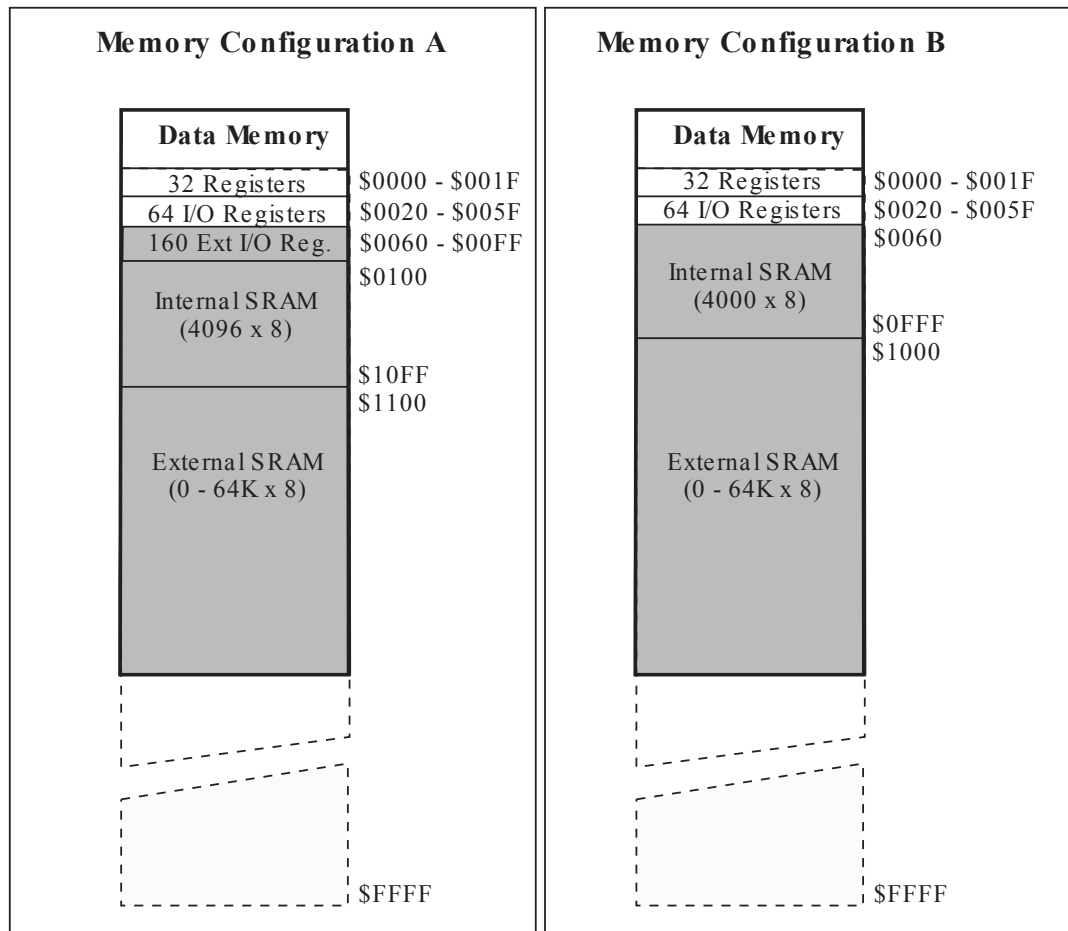 Memory Configuration A
Data Memory
32 Registers
$0000 - $001F
64 I/O Registers
$0020 - $005F
160 Ext I/O Reg.
$0060 - $00FF
$0100
Internal SRAM
(4096 x 8)
$10FF
$1100
External SRAM
(0 - 64K x 8)
$FFFF
Memory Configuration B
Data Memory
32 Registers
$0000 - $001F
64 I/O Registers
$0020 - $005F
$0060
Internal SRAM
(4000 x 8)
$0FFF
$1000
External SRAM
(0 - 64K x 8)
$FFFF